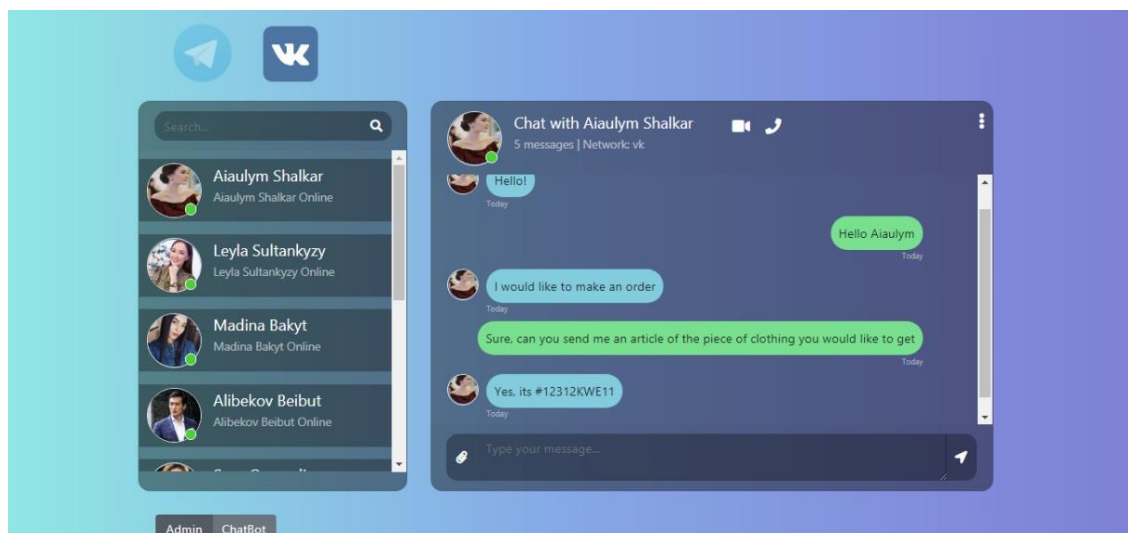 Search...
Aiaulym Shalkar
Aiaulym Shalkar Online
Leyla Sultankyzy
Leyla Sultankyzy Online
Madina Bakyt
Madina Bakyt Online
Alibekov Beibut
Alibekov Beibut Online
Chat with Aiaulym Shalkar
5 messages | Network: vk
Hello!
Today
Hello Aiaulym
Today
I would like to make an order
Today
Sure, can you send me an article of the piece of clothing you would like to get
Today
Yes, its #12312KWE11
Today
Type your message...
Admin ChatBot